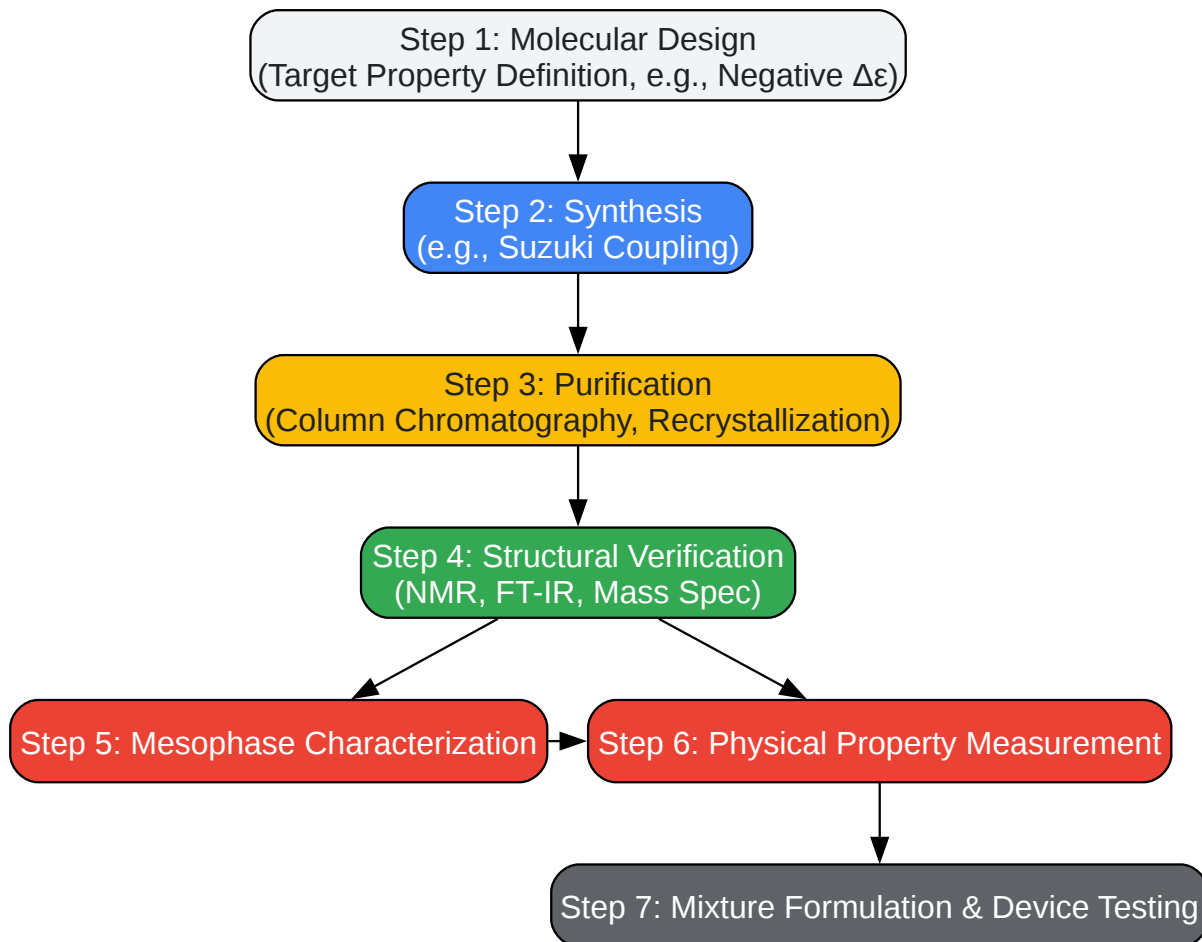 Step 1: Molecular Design
(Target Property Definition, e.g., Negative Δε)
Step 2: Synthesis
(e.g., Suzuki Coupling)
Step 3: Purification
(Column Chromatography, Recrystallization)
Step 4: Structural Verification
(NMR, FT-IR, Mass Spec)
Step 5: Mesophase Characterization
Step 6: Physical Property Measurement
Step 7: Mixture Formulation & Device Testing